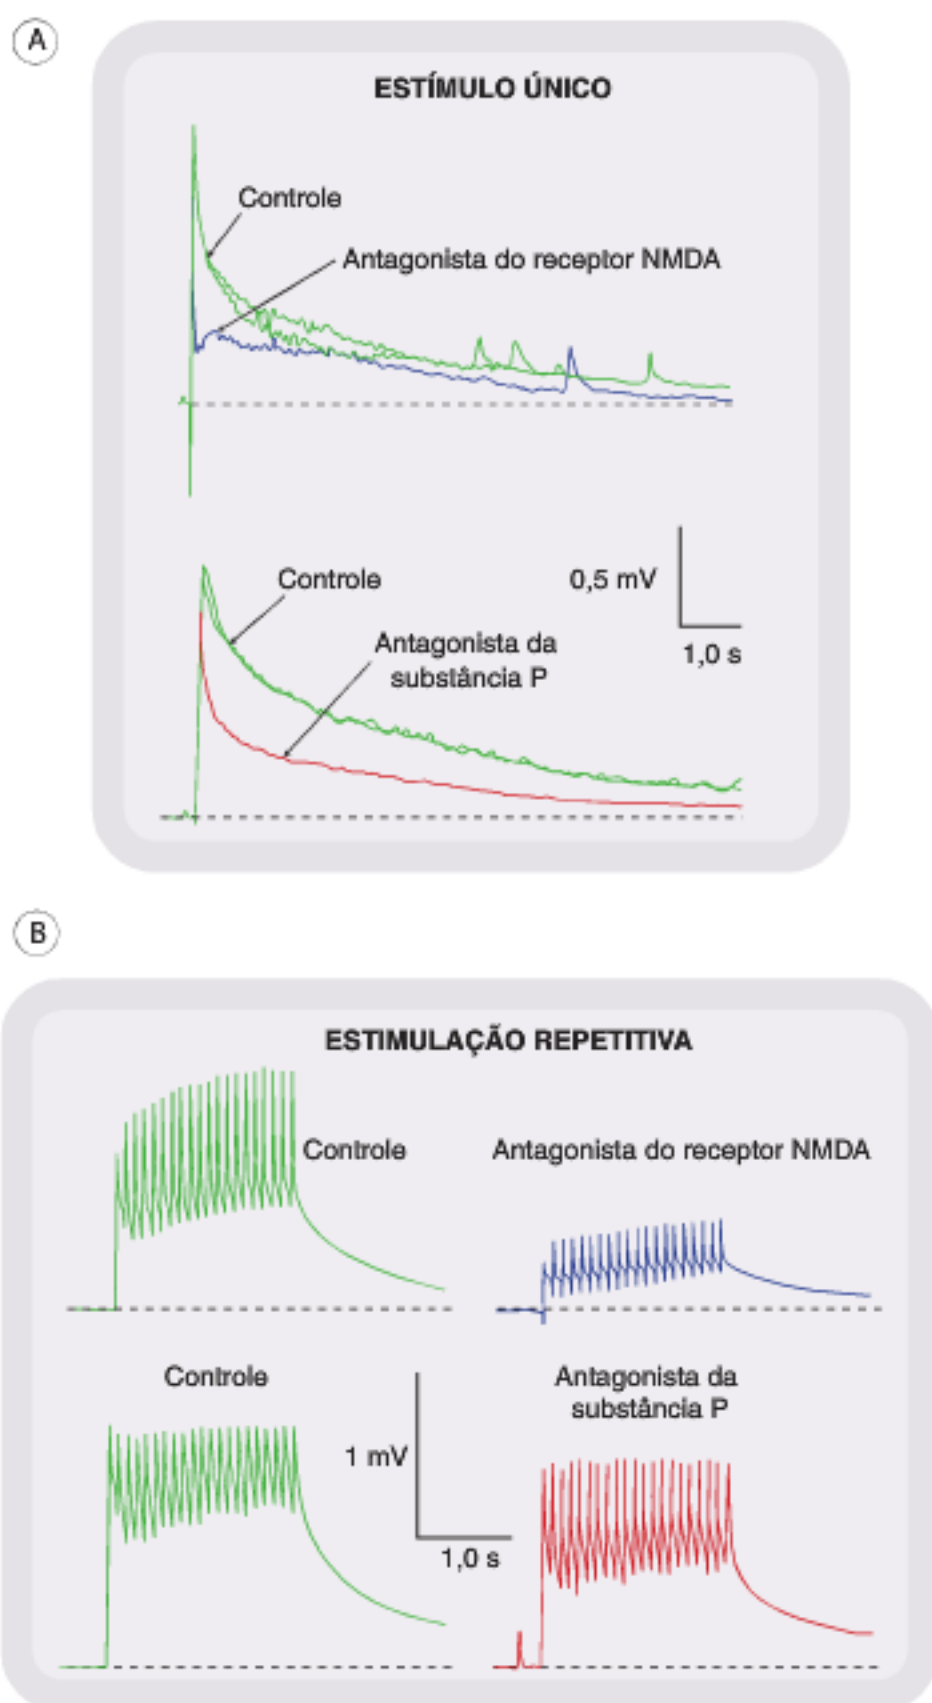 A
ESTÍMULO ÚNICO
Controle
Antagonista do receptor NMDA
Controle
0,5 mV
Antagonista da
substância P
1,0 s
B
ESTIMULAÇÃO REPETITIVA
Controle
Antagonista do receptor NMDA
Controle
Antagonista da
substância P
1 mV
1,0 s